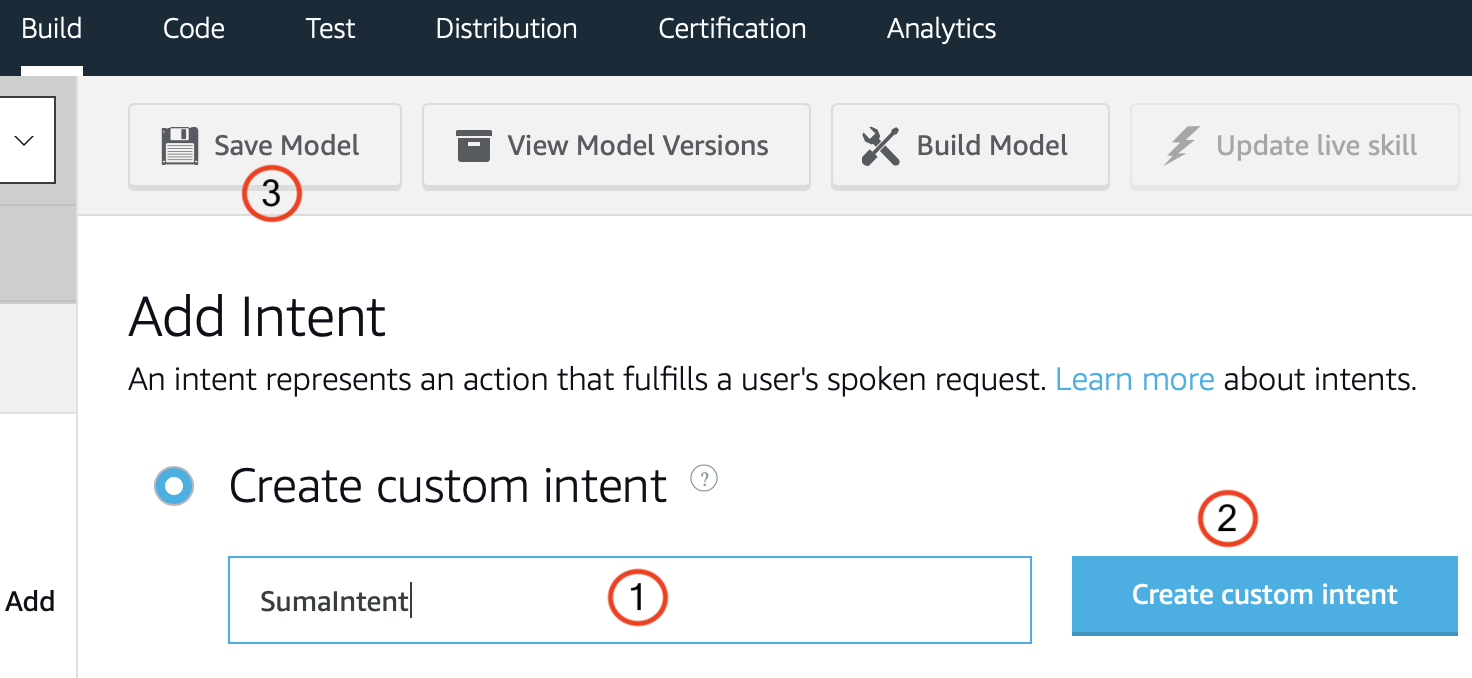 Build Code Test Distribution Certification Analytics
Save Model View Model Versions Build Model Update live skill
3
Add Intent
An intent represents an action that fulfills a user's spoken request. Learn more about intents.
Create custom intent ?
2
SumaIntent 1 Create custom intent
Add